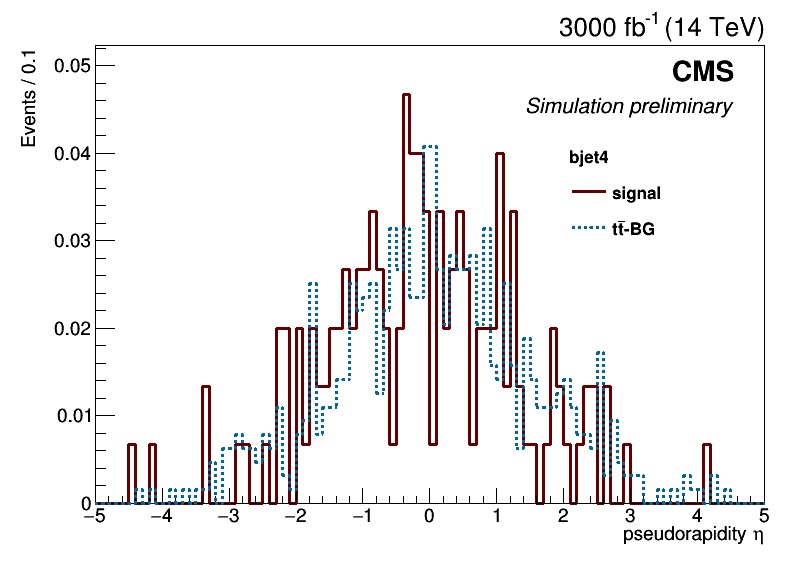 3000 fb⁻¹ (14 TeV)
Events / 0.1
0.05
0.04
0.03
0.02
0.01
0
CMS
Simulation preliminary
bjet4
signal
tt̄-BG
−5 −4 −3 −2 −1 0 1 2 3 4 5
pseudorapidity η